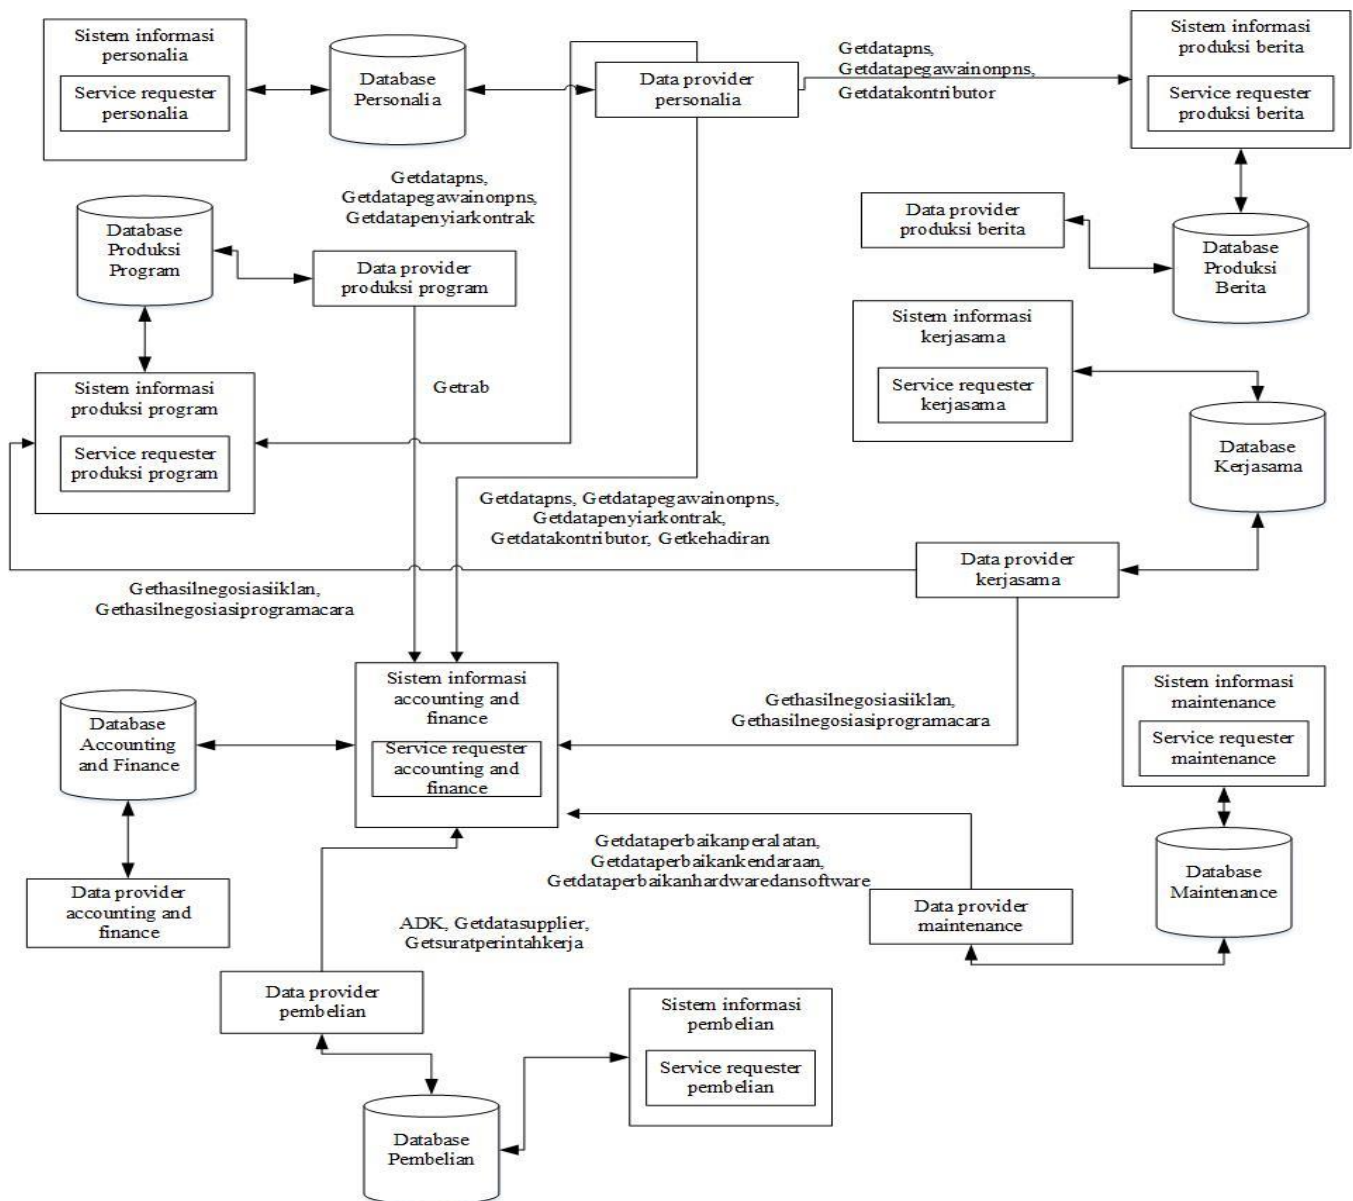 Sistem informasi
personalia
Service requester
personalia
Database
Personalia
Data provider
personalia
Getdatapns,
Getdatapegawainonpns,
Getdatakontributor
Sistem informasi
produksi berita
Service requester
produksi berita
Getdatapns,
Getdatapegawainonpns,
Getdatapenyiarkontrak
Database
Produksi
Program
Data provider
produksi program
Data provider
produksi berita
Database
Produksi
Berita
Sistem informasi
kerjasama
Service requester
kerjasama
Getrab
Sistem informasi
produksi program
Service requester
produksi program
Database
Kerjasama
Getdatapns, Getdatapegawainonpns,
Getdatapenyiarkontrak,
Getdatakontributor, Getkehadiran
Data provider
kerjasama
Gethasilnegosiasiiklan,
Gethasilnegosiasiprogramacara
Sistem informasi
accounting and
finance
Service requester
accounting and
finance
Gethasilnegosiasiiklan,
Gethasilnegosiasiprogramacara
Sistem informasi
maintenance
Service requester
maintenance
Database
Accounting
and Finance
Getdataperbaikanperalatan,
Getdataperbaikankendaraan,
Getdataperbaikanhardwaredansoftware
Database
Maintenance
Data provider
accounting and
finance
Data provider
maintenance
ADK, Getdatasupplier,
Getsuratperintahkerja
Data provider
pembelian
Sistem informasi
pembelian
Service requester
pembelian
Database
Pembelian